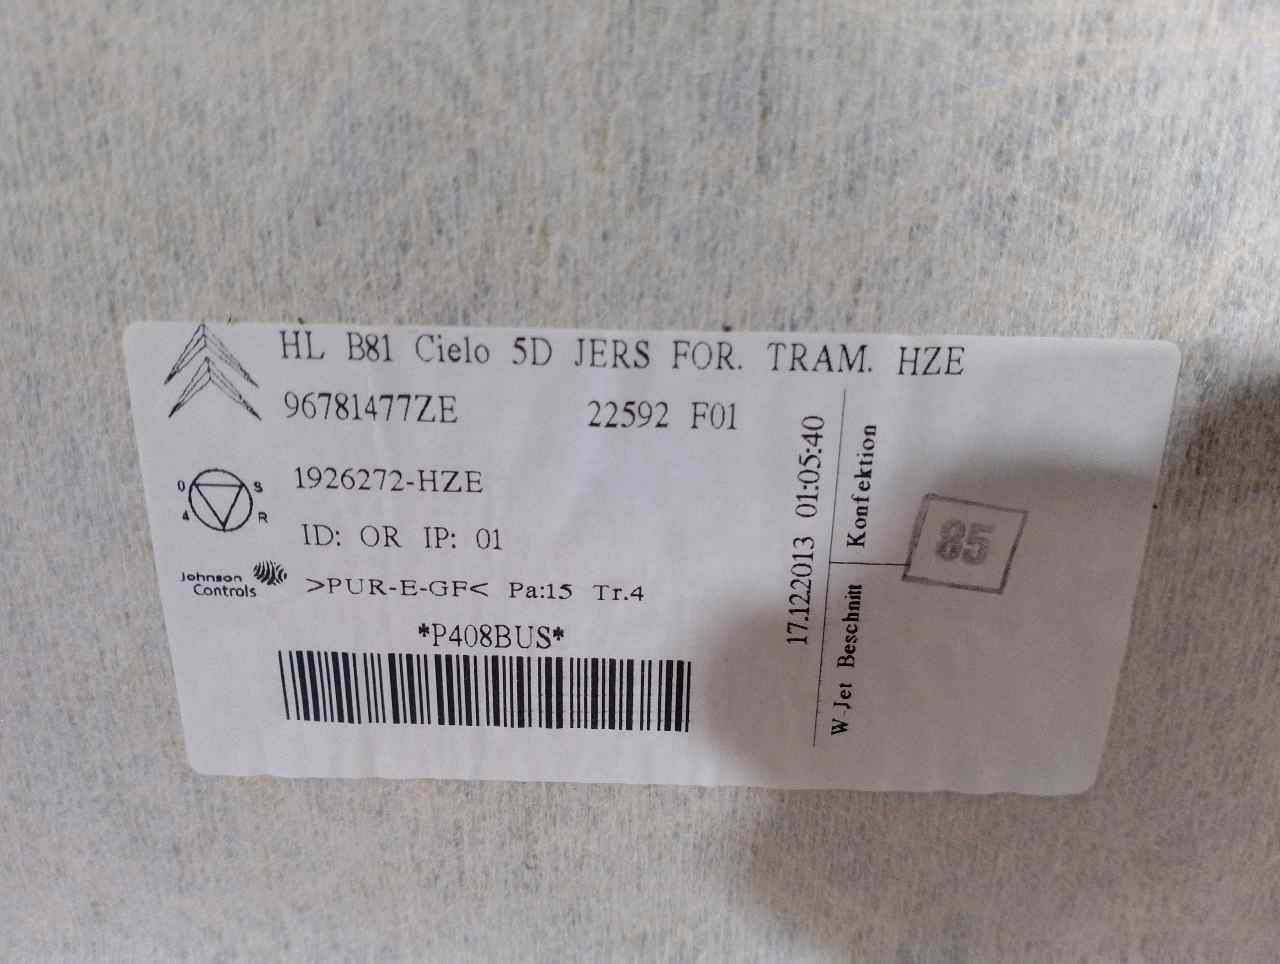 HL B81 Cielo 5D JERS FOR. TRAM. HZE
96781477ZE 22592 F01
1926272-HZE
O S
A R
ID: OR IP: 01
Johnson Controls
>PUR-E-GF< Pa:15 Tr.4
*P408BUS*
17.12.2013 01:05:40
W-Jet Beschnitt Konfektion
85